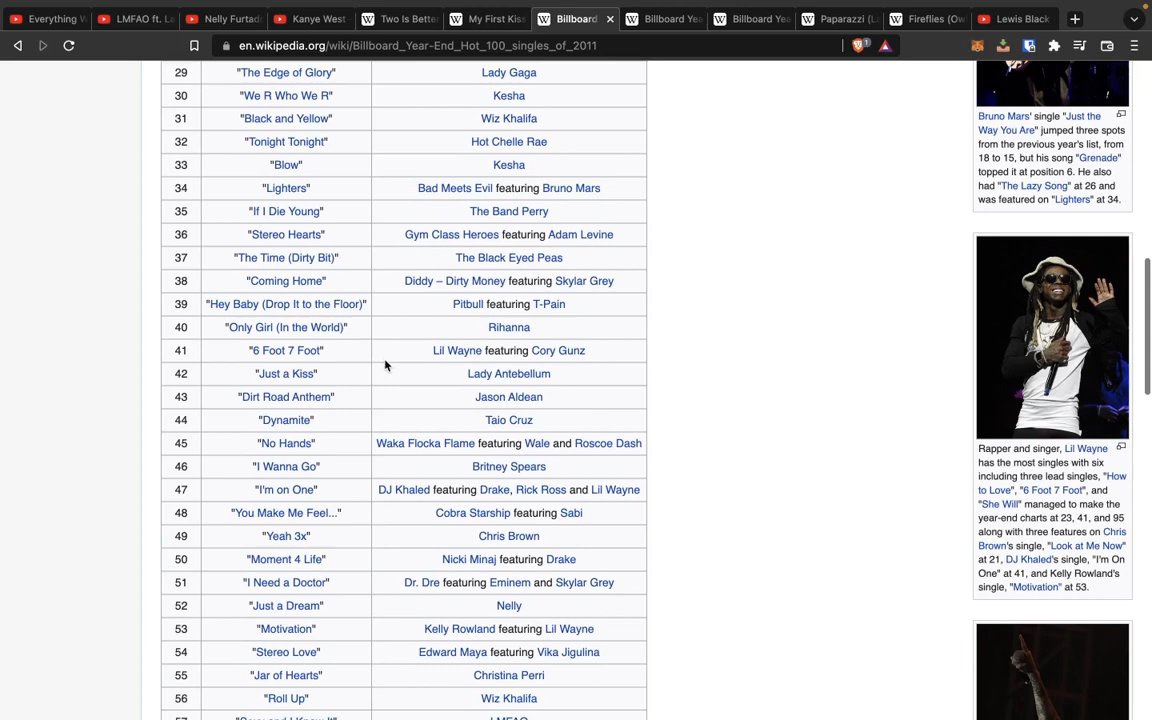 Everything W
LMFAO ft. La
Nelly Furtad
Kanye West
Two Is Bette
My First Kis
Billboard
Billboard Yea
Billboard Yea
Paparazzi (L
Fireflies (Ow
Lewis Black
en.wikipedia.org/wiki/Billboard_Year-End_Hot_100_singles_of_2011
1
29 "The Edge of Glory" Lady Gaga
30 "We R Who We R" Kesha
31 "Black and Yellow" Wiz Khalifa
32 "Tonight Tonight" Hot Chelle Rae
33 "Blow" Kesha
34 "Lighters" Bad Meets Evil featuring Bruno Mars
35 "If I Die Young" The Band Perry
36 "Stereo Hearts" Gym Class Heroes featuring Adam Levine
37 "The Time (Dirty Bit)" The Black Eyed Peas
38 "Coming Home" Diddy – Dirty Money featuring Skylar Grey
39 "Hey Baby (Drop It to the Floor)" Pitbull featuring T-Pain
40 "Only Girl (In the World)" Rihanna
41 "6 Foot 7 Foot" Lil Wayne featuring Cory Gunz
42 "Just a Kiss" Lady Antebellum
43 "Dirt Road Anthem" Jason Aldean
44 "Dynamite" Taio Cruz
45 "No Hands" Waka Flocka Flame featuring Wale and Roscoe Dash
46 "I Wanna Go" Britney Spears
47 "I'm on One" DJ Khaled featuring Drake, Rick Ross and Lil Wayne
48 "You Make Me Feel..." Cobra Starship featuring Sabi
49 "Yeah 3x" Chris Brown
50 "Moment 4 Life" Nicki Minaj featuring Drake
51 "I Need a Doctor" Dr. Dre featuring Eminem and Skylar Grey
52 "Just a Dream" Nelly
53 "Motivation" Kelly Rowland featuring Lil Wayne
54 "Stereo Love" Edward Maya featuring Vika Jigulina
55 "Jar of Hearts" Christina Perri
56 "Roll Up" Wiz Khalifa
Bruno Mars' single "Just the
Way You Are" jumped three spots
from the previous year's list, from
18 to 15, but his song "Grenade"
topped it at position 6. He also
had "The Lazy Song" at 26 and
was featured on "Lighters" at 34.
Rapper and singer, Lil Wayne
has the most singles with six
including three lead singles, "How
to Love", "6 Foot 7 Foot", and
"She Will" managed to make the
year-end charts at 23, 41, and 95
along with three features on Chris
Brown's single, "Look at Me Now"
at 21, DJ Khaled's single, "I'm On
One" at 41, and Kelly Rowland's
single, "Motivation" at 53.